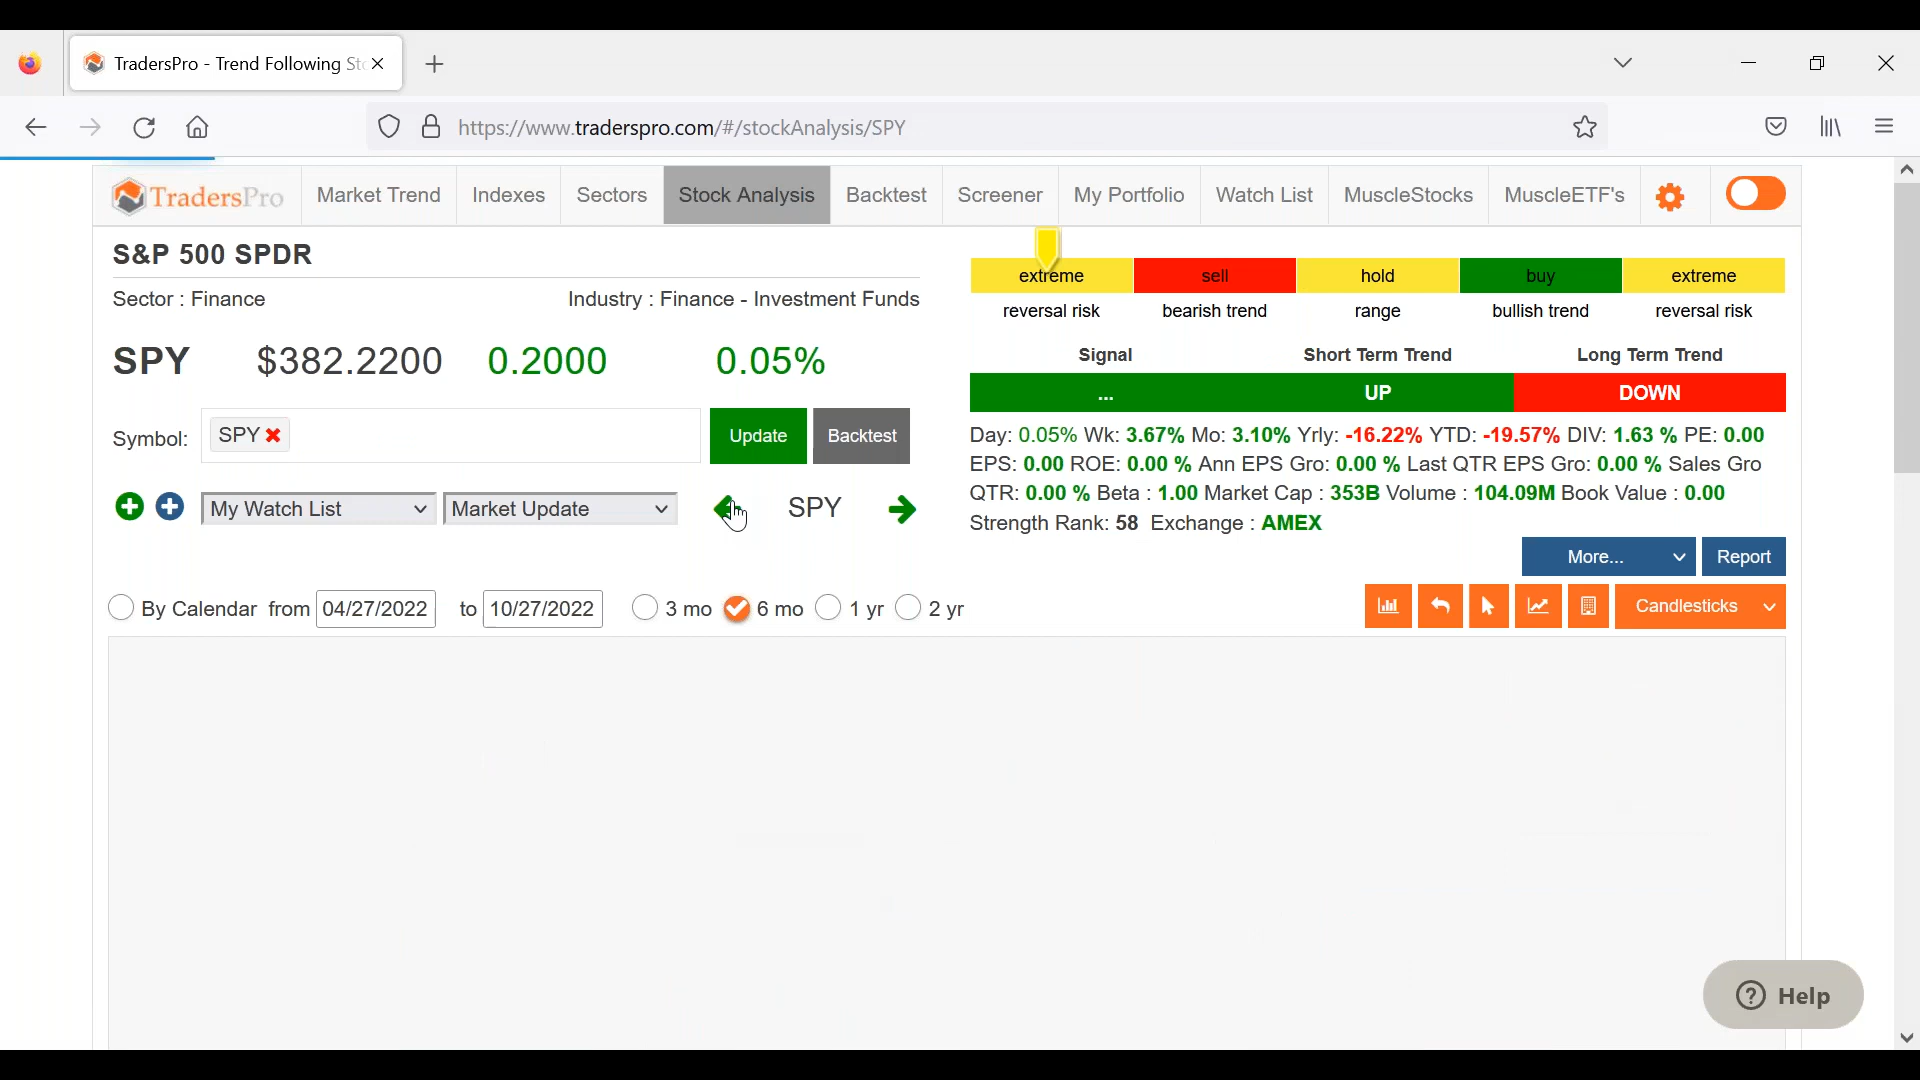 TradersPro - Trend Following Sto
https://www.traderspro.com/#/stockAnalysis/SPY
TradersPro Market Trend Indexes Sectors Stock Analysis Backtest Screener My Portfolio Watch List MuscleStocks MuscleETF's
S&P 500 SPDR
Sector : Finance Industry : Finance - Investment Funds
SPY $382.2200 0.2000 0.05%
Symbol: SPY Update Backtest
My Watch List Market Update SPY
extreme sell hold buy extreme
reversal risk bearish trend range bullish trend reversal risk
Signal Short Term Trend Long Term Trend
... UP DOWN
Day: 0.05% Wk: 3.67% Mo: 3.10% Yrly: -16.22% YTD: -19.57% DIV: 1.63 % PE: 0.00
EPS: 0.00 ROE: 0.00 % Ann EPS Gro: 0.00 % Last QTR EPS Gro: 0.00 % Sales Gro
QTR: 0.00 % Beta : 1.00 Market Cap : 353B Volume : 104.09M Book Value : 0.00
Strength Rank: 58 Exchange : AMEX
More... Report
By Calendar from 04/27/2022 to 10/27/2022 3 mo 6 mo 1 yr 2 yr Candlesticks
Help